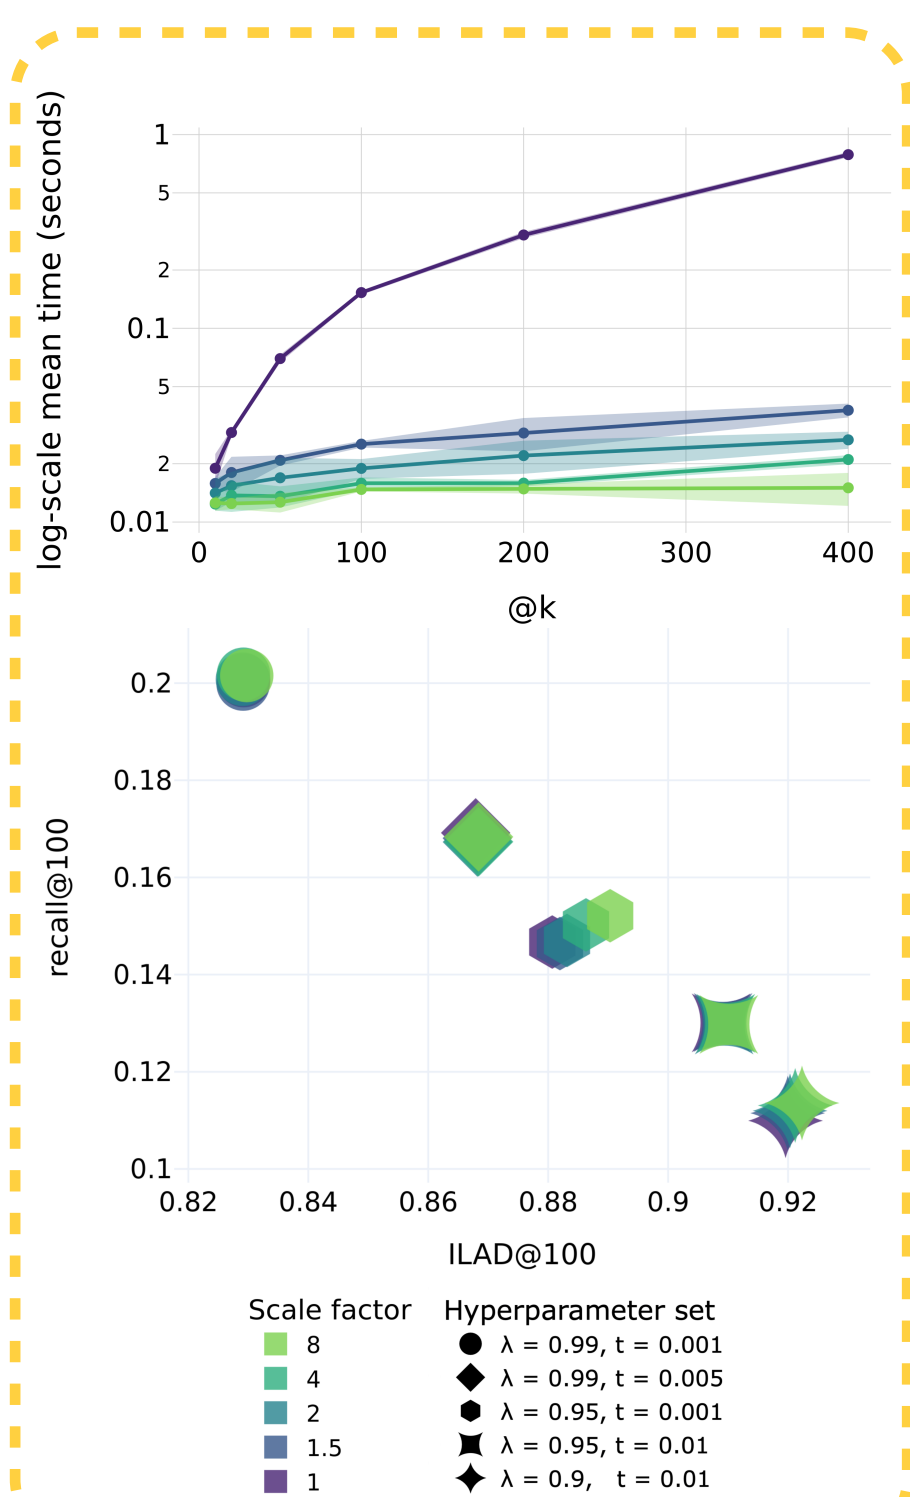 log-scale mean time (seconds)
1
5
2
0.1
5
2
0.01
0 100 200 300 400
@k
recall@100
0.2
0.18
0.16
0.14
0.12
0.1
0.82 0.84 0.86 0.88 0.9 0.92
ILAD@100
Scale factor
8
4
2
1.5
1
Hyperparameter set
λ = 0.99, t = 0.001
λ = 0.99, t = 0.005
λ = 0.95, t = 0.001
λ = 0.95, t = 0.01
λ = 0.9, t = 0.01